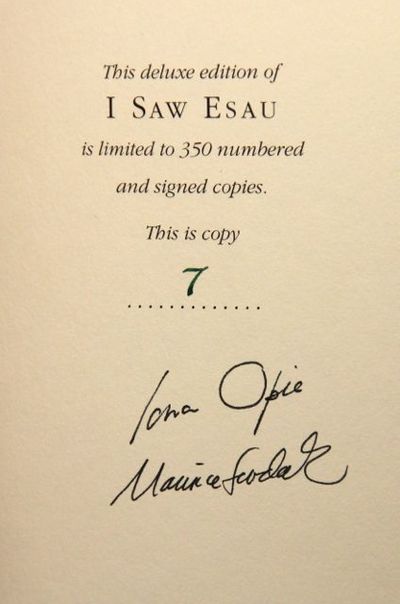 This deluxe edition of
I SAW ESAU
is limited to 350 numbered
and signed copies.
This is copy
7
.............
Iona Opie
Maurice Sendak